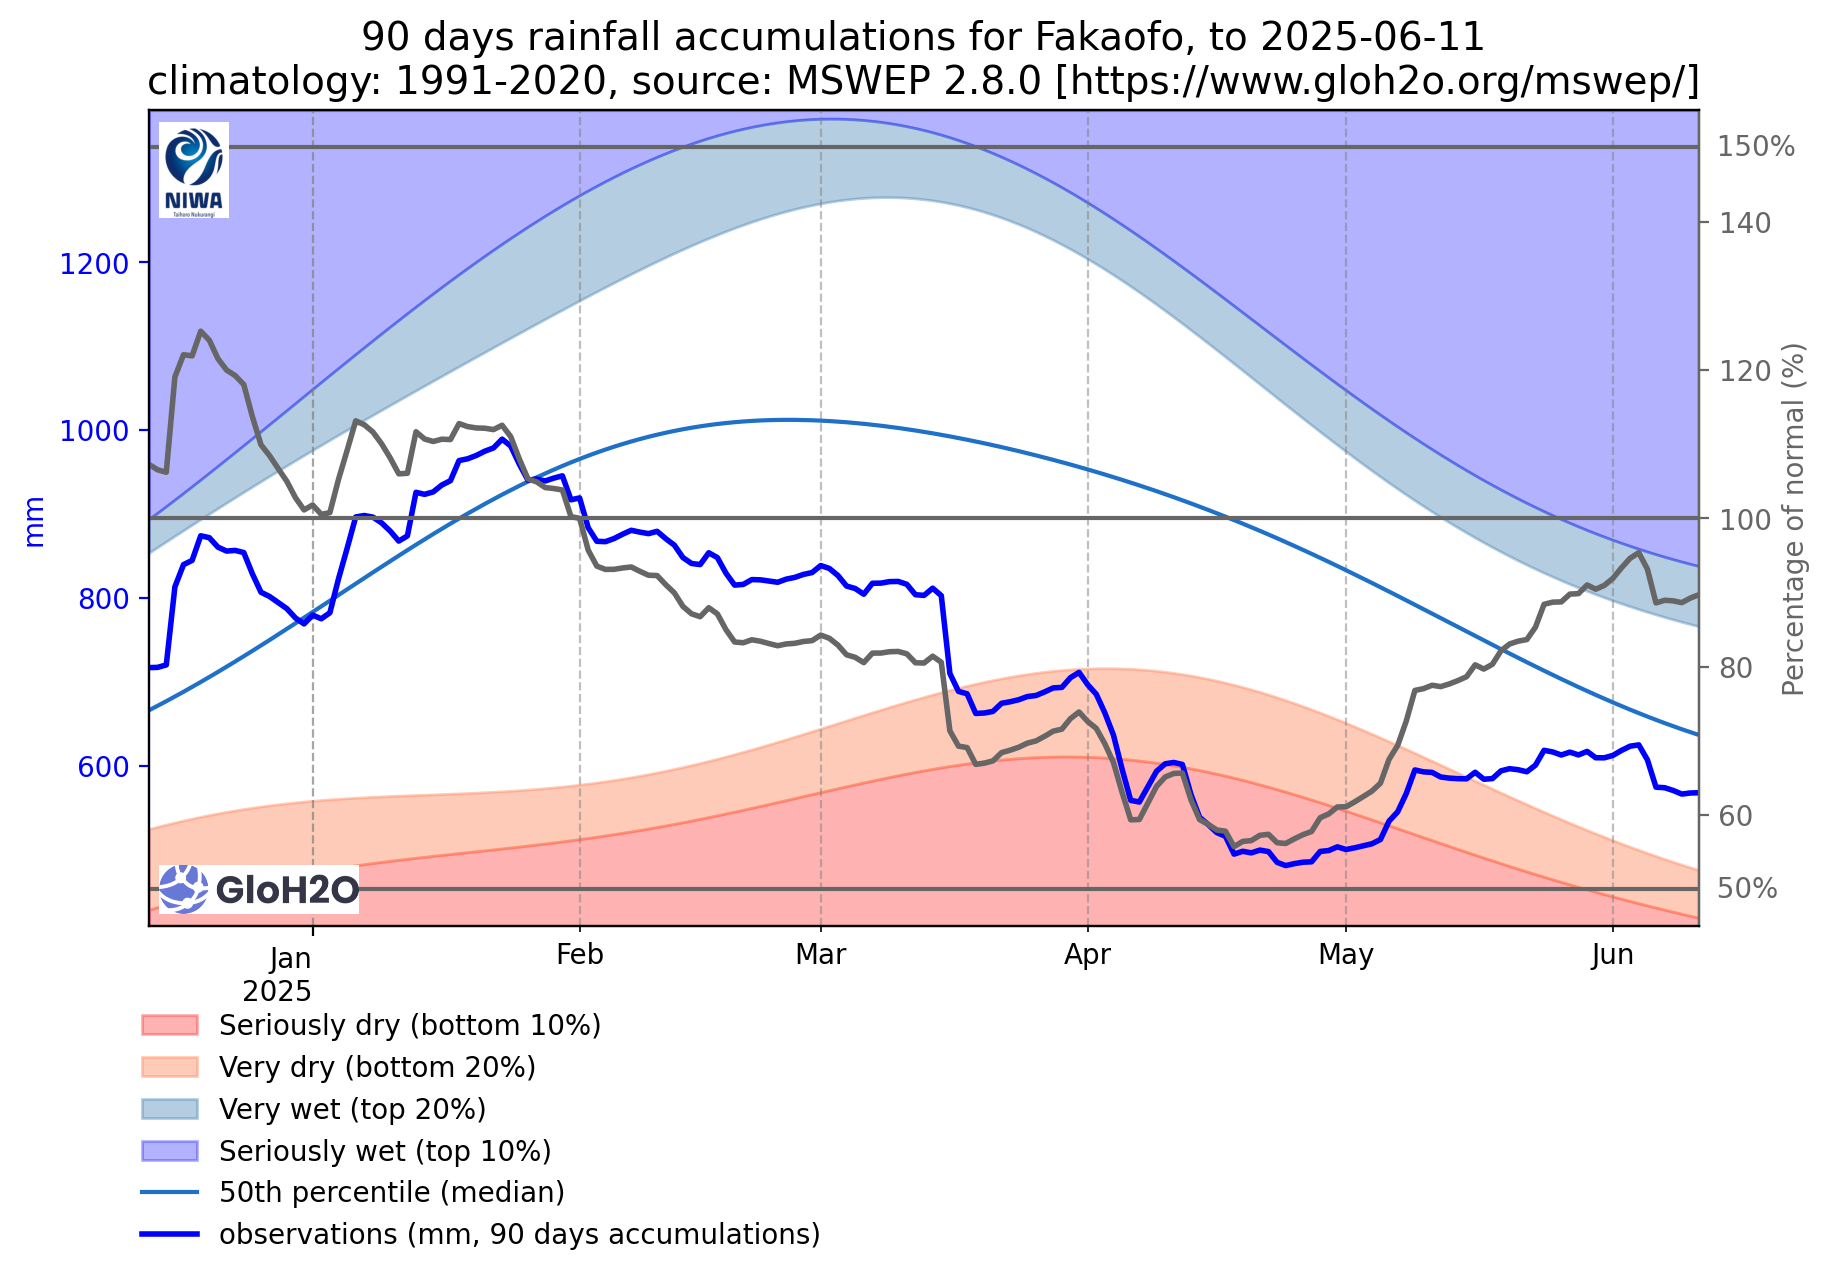 90 days rainfall accumulations for Fakaofo, to 2025-06-11
climatology: 1991-2020, source: MSWEP 2.8.0 [https://www.gloh2o.org/mswep/]
NIWA
Taihoro Nukurangi
150%
140
1200
120
1000
100
mm
Percentage of normal (%)
800
80
600
60
GloH2O
50%
Jan
2025
Feb
Mar
Apr
May
Jun
Seriously dry (bottom 10%)
Very dry (bottom 20%)
Very wet (top 20%)
Seriously wet (top 10%)
50th percentile (median)
observations (mm, 90 days accumulations)